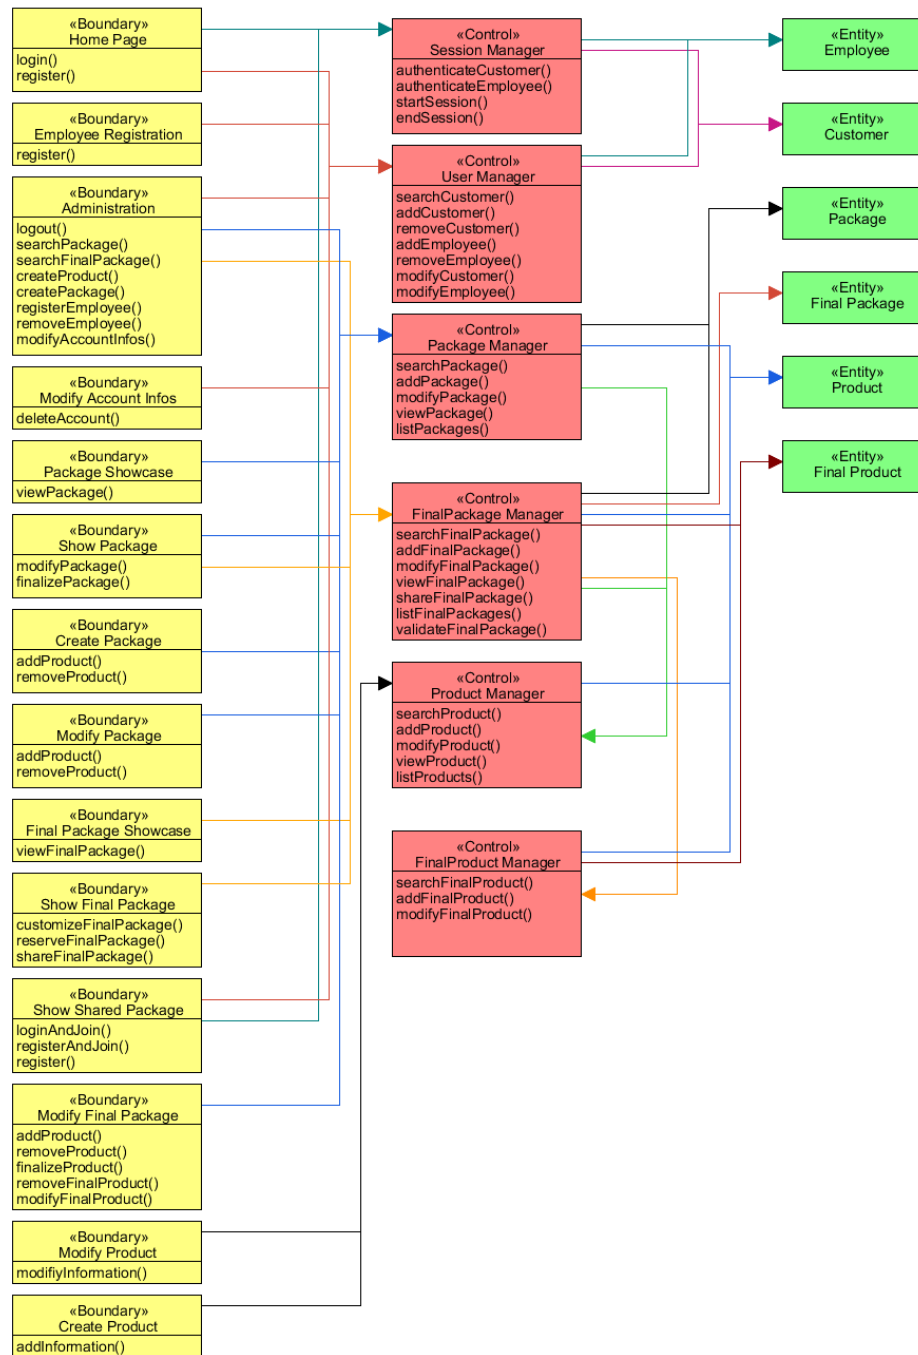 «Boundary»
Home Page
login()
register()
«Boundary»
Employee Registration
register()
«Boundary»
Administration
logout()
searchPackage()
searchFinalPackage()
createProduct()
createPackage()
registerEmployee()
removeEmployee()
modifyAccountInfos()
«Boundary»
Modify Account Infos
deleteAccount()
«Boundary»
Package Showcase
viewPackage()
«Boundary»
Show Package
modifyPackage()
finalizePackage()
«Boundary»
Create Package
addProduct()
removeProduct()
«Boundary»
Modify Package
addProduct()
removeProduct()
«Boundary»
Final Package Showcase
viewFinalPackage()
«Boundary»
Show Final Package
customizeFinalPackage()
reserveFinalPackage()
shareFinalPackage()
«Boundary»
Show Shared Package
loginAndJoin()
registerAndJoin()
register()
«Boundary»
Modify Final Package
addProduct()
removeProduct()
finalizeProduct()
removeFinalProduct()
modifyFinalProduct()
«Boundary»
Modify Product
modifiyInformation()
«Boundary»
Create Product
addInformation()
«Control»
Session Manager
authenticateCustomer()
authenticateEmployee()
startSession()
endSession()
«Control»
User Manager
searchCustomer()
addCustomer()
removeCustomer()
addEmployee()
removeEmployee()
modifyCustomer()
modifyEmployee()
«Control»
Package Manager
searchPackage()
addPackage()
modifyPackage()
viewPackage()
listPackages()
«Control»
FinalPackage Manager
searchFinalPackage()
addFinalPackage()
modifyFinalPackage()
viewFinalPackage()
shareFinalPackage()
listFinalPackages()
validateFinalPackage()
«Control»
Product Manager
searchProduct()
addProduct()
modifyProduct()
viewProduct()
listProducts()
«Control»
FinalProduct Manager
searchFinalProduct()
addFinalProduct()
modifyFinalProduct()
«Entity»
Employee
«Entity»
Customer
«Entity»
Package
«Entity»
Final Package
«Entity»
Product
«Entity»
Final Product